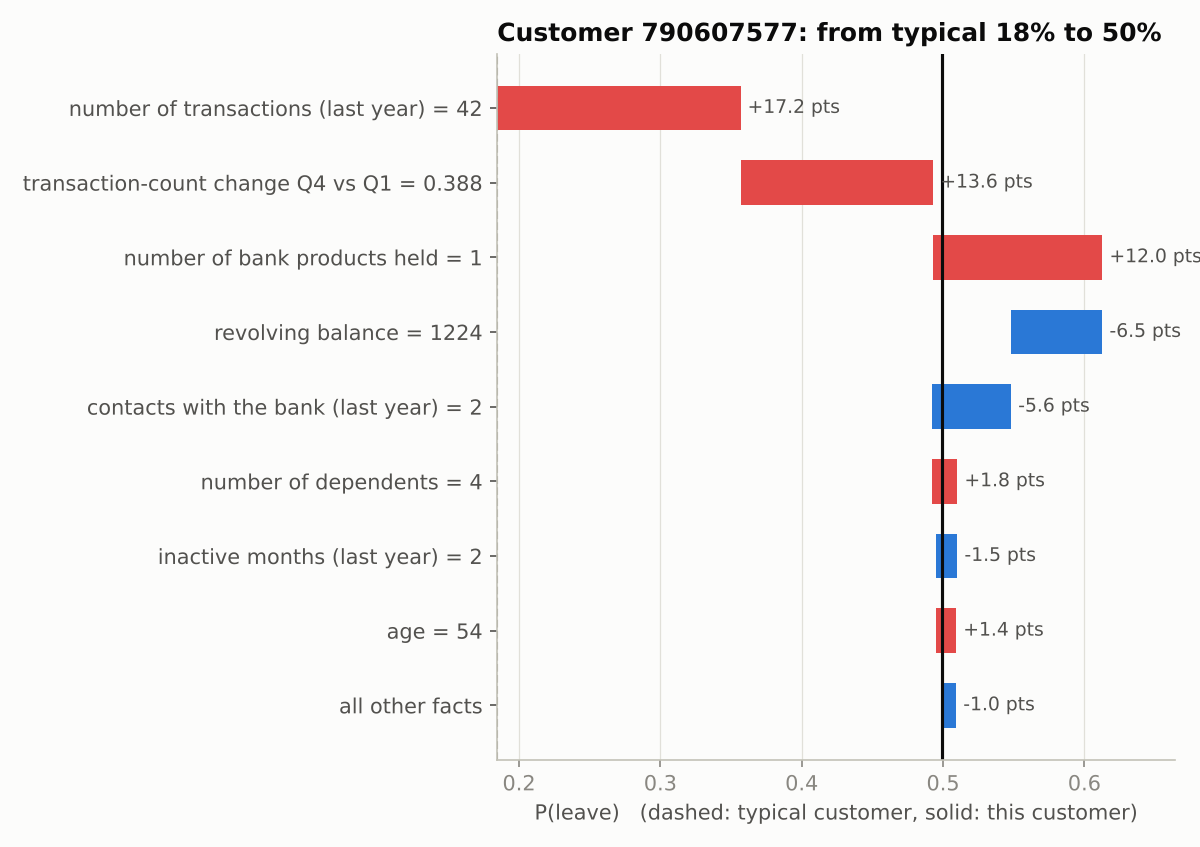 Customer 790607577: from typical 18% to 50%
number of transactions (last year) = 42
+17.2 pts
transaction-count change Q4 vs Q1 = 0.388
+13.6 pts
number of bank products held = 1
+12.0 pts
revolving balance = 1224
-6.5 pts
contacts with the bank (last year) = 2
-5.6 pts
number of dependents = 4
+1.8 pts
inactive months (last year) = 2
-1.5 pts
age = 54
+1.4 pts
all other facts
-1.0 pts
0.2 0.3 0.4 0.5 0.6
P(leave) (dashed: typical customer, solid: this customer)